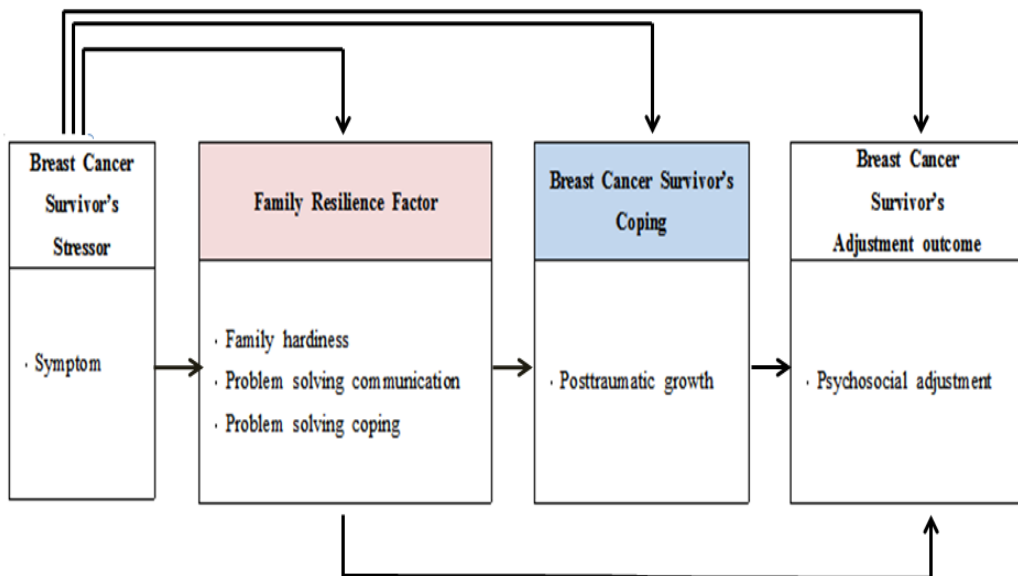 Breast Cancer
Survivor's
Stressor
· Symptom
Family Resilience Factor
· Family hardiness
· Problem solving communication
· Problem solving coping
Breast Cancer Survivor's
Coping
· Posttraumatic growth
Breast Cancer
Survivor's
Adjustment outcome
· Psychosocial adjustment